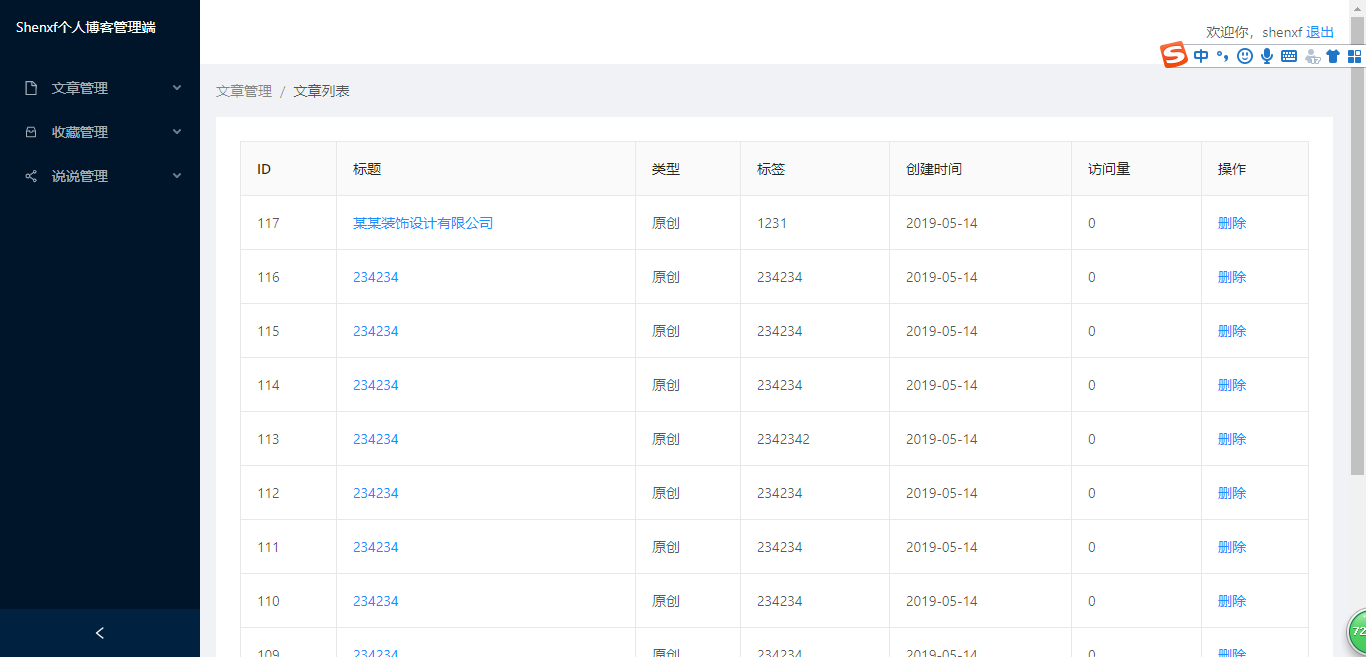 Shenxf个人博客管理端
欢迎你，shenxf 退出
中
文章管理
收藏管理
说说管理
文章管理 / 文章列表
ID 标题 类型 标签 创建时间 访问量 操作
117 某某装饰设计有限公司 原创 1231 2019-05-14 0 删除
116 234234 原创 234234 2019-05-14 0 删除
115 234234 原创 234234 2019-05-14 0 删除
114 234234 原创 234234 2019-05-14 0 删除
113 234234 原创 2342342 2019-05-14 0 删除
112 234234 原创 234234 2019-05-14 0 删除
111 234234 原创 234234 2019-05-14 0 删除
110 234234 原创 234234 2019-05-14 0 删除
109 234234 原创 234234 2019-05-14 0 删除
72